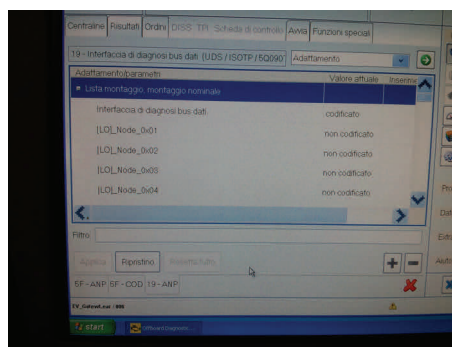 Centraline Risultati Ordini DISS TPI Scheda di controllo Avvia Funzioni speciali
19 - Interfaccia di diagnosi bus dati (UDS / ISOTP / 5Q090 Adattamento
Adattamento/parametri Valore attuale Inserime
Lista montaggio, montaggio nominale
Interfaccia di diagnosi bus dati codificato
[LO]_Node_0x01 non codificato
[LO]_Node_0x02 non codificato
[LO]_Node_0x03 non codificato
[LO]_Node_0x04 non codificato
Filtro:
Applica Ripristino
5F-ANP 5F-COD 19-ANP
start Offboard Diagnostic